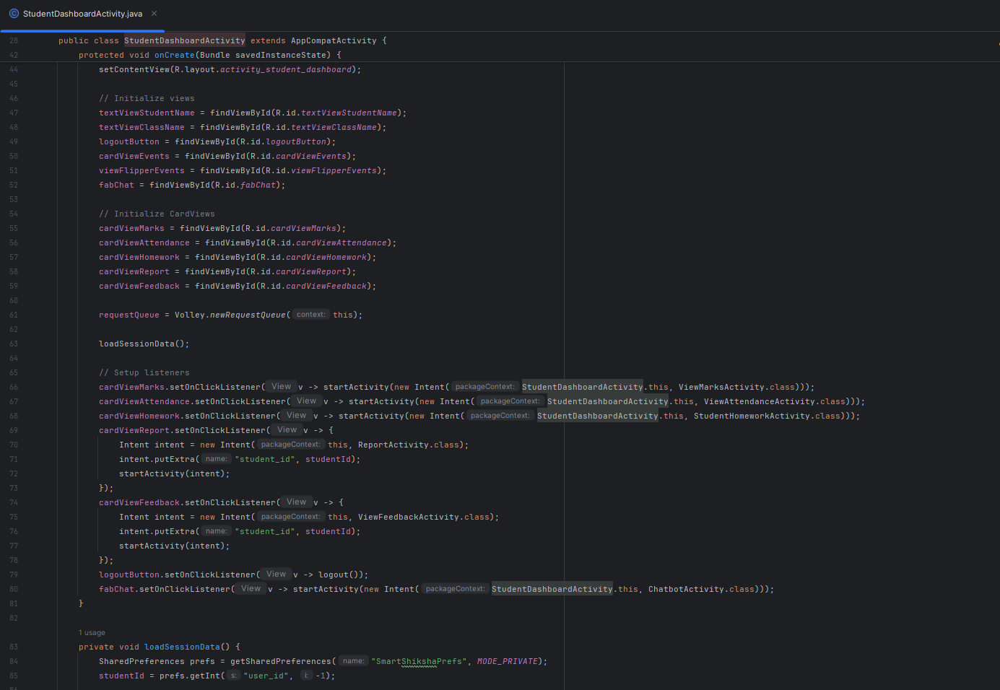 StudentDashboardActivity.java
28 public class StudentDashboardActivity extends AppCompatActivity {
42 protected void onCreate(Bundle savedInstanceState) {
44 setContentView(R.layout.activity_student_dashboard);
45
46 // Initialize views
47 textViewStudentName = findViewById(R.id.textViewStudentName);
48 textViewClassName = findViewById(R.id.textViewClassName);
49 logoutButton = findViewById(R.id.logoutButton);
50 cardViewEvents = findViewById(R.id.cardViewEvents);
51 viewFlipperEvents = findViewById(R.id.viewFlipperEvents);
52 fabChat = findViewById(R.id.fabChat);
53
54 // Initialize CardViews
55 cardViewMarks = findViewById(R.id.cardViewMarks);
56 cardViewAttendance = findViewById(R.id.cardViewAttendance);
57 cardViewHomework = findViewById(R.id.cardViewHomework);
58 cardViewReport = findViewById(R.id.cardViewReport);
59 cardViewFeedback = findViewById(R.id.cardViewFeedback);
60
61 requestQueue = Volley.newRequestQueue( context: this);
62
63 loadSessionData();
64
65 // Setup listeners
66 cardViewMarks.setOnClickListener( View v -> startActivity(new Intent( packageContext: StudentDashboardActivity.this, ViewMarksActivity.class)));
67 cardViewAttendance.setOnClickListener( View v -> startActivity(new Intent( packageContext: StudentDashboardActivity.this, ViewAttendanceActivity.class)));
68 cardViewHomework.setOnClickListener( View v -> startActivity(new Intent( packageContext: StudentDashboardActivity.this, StudentHomeworkActivity.class)));
69 cardViewReport.setOnClickListener( View v -> {
70 Intent intent = new Intent( packageContext: this, ReportActivity.class);
71 intent.putExtra( name: "student_id", studentId);
72 startActivity(intent);
73 });
74 cardViewFeedback.setOnClickListener( View v -> {
75 Intent intent = new Intent( packageContext: this, ViewFeedbackActivity.class);
76 intent.putExtra( name: "student_id", studentId);
77 startActivity(intent);
78 });
79 logoutButton.setOnClickListener( View v -> logout());
80 fabChat.setOnClickListener( View v -> startActivity(new Intent( packageContext: StudentDashboardActivity.this, ChatbotActivity.class)));
81 }
82
1 usage
83 private void loadSessionData() {
84 SharedPreferences prefs = getSharedPreferences( name: "SmartShikshaPrefs", MODE_PRIVATE);
85 studentId = prefs.getInt( s: "user_id", i: -1);